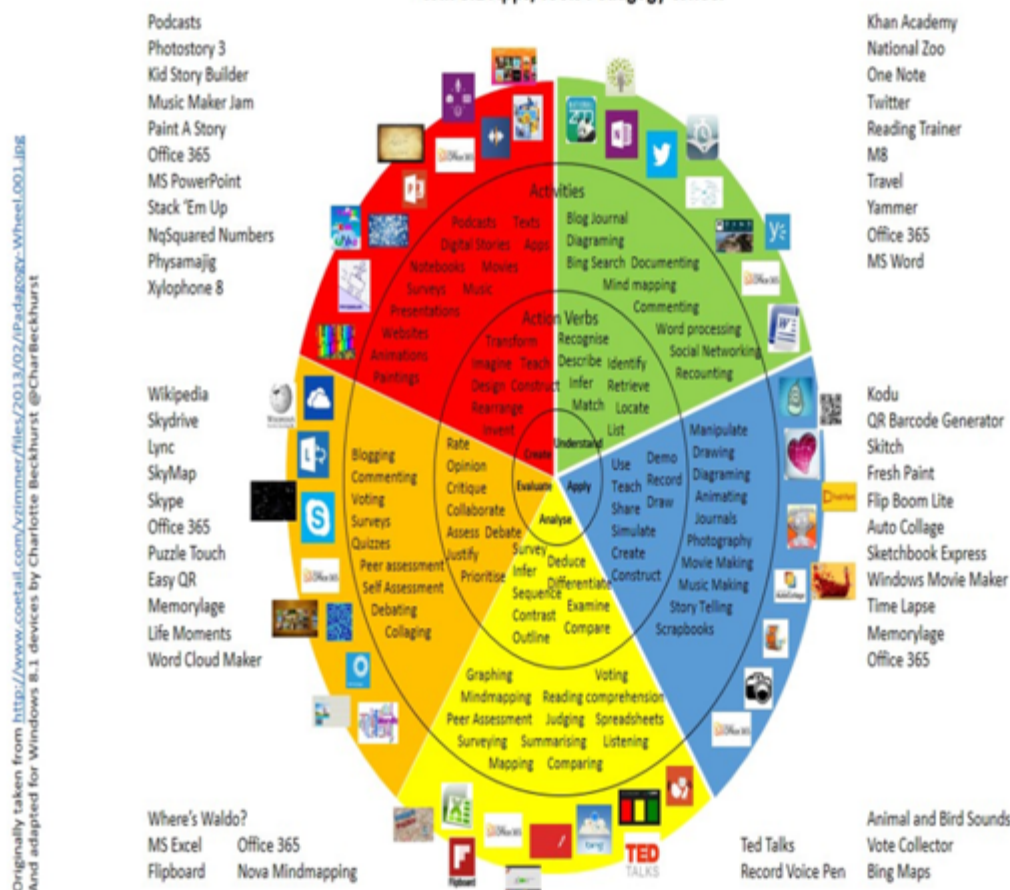 Podcasts
Photostory 3
Kid Story Builder
Music Maker Jam
Paint A Story
Office 365
MS PowerPoint
Stack 'Em Up
NqSquared Numbers
Physamajig
Xylophone 8
Khan Academy
National Zoo
One Note
Twitter
Reading Trainer
M8
Travel
Yammer
Office 365
MS Word
Activities
Podcasts Texts
Digital Stories Apps
Notebooks Movies
Surveys Music
Presentations
Websites
Animations
Paintings
Blog Journal
Diagraming
Bing Search Documenting
Mind mapping
Commenting
Word processing
Social Networking
Recounting
Action Verbs
Transform
Imagine Teach
Design Construct
Rearrange
Invent
Create
Recognise
Describe Identify
Infer Retrieve
Match Locate
List
Understand
Wikipedia
Skydrive
Lync
SkyMap
Skype
Office 365
Puzzle Touch
Easy QR
Memorylage
Life Moments
Word Cloud Maker
Blogging
Commenting
Voting
Surveys
Quizzes
Peer assessment
Self Assessment
Debating
Collaging
Rate
Opinion
Critique
Collaborate
Assess Debate
Justify
Prioritise
Evaluate
Apply
Analyse
Use Demo
Teach Record
Share Draw
Simulate
Create
Construct
Manipulate
Drawing
Diagraming
Animating
Journals
Photography
Movie Making
Music Making
Story Telling
Scrapbooks
Kodu
QR Barcode Generator
Skitch
Fresh Paint
Flip Boom Lite
Auto Collage
Sketchbook Express
Windows Movie Maker
Time Lapse
Memorylage
Office 365
Survey Deduce
Infer Differentiate
Sequence
Contrast Examine
Outline Compare
Graphing Voting
Mindmapping Reading comprehension
Peer Assessment Judging Spreadsheets
Surveying Summarising Listening
Mapping Comparing
Where's Waldo?
MS Excel Office 365
Flipboard Nova Mindmapping
Flipboard
TED
TALKS
Ted Talks
Record Voice Pen
Animal and Bird Sounds
Vote Collector
Bing Maps
Originally taken from http://www.coetail.com/vzimmer/files/2013/02/iPadagogy-Wheel.001.jpg
And adapted for Windows 8.1 devices by Charlotte Beckhurst @CharBeckhurst